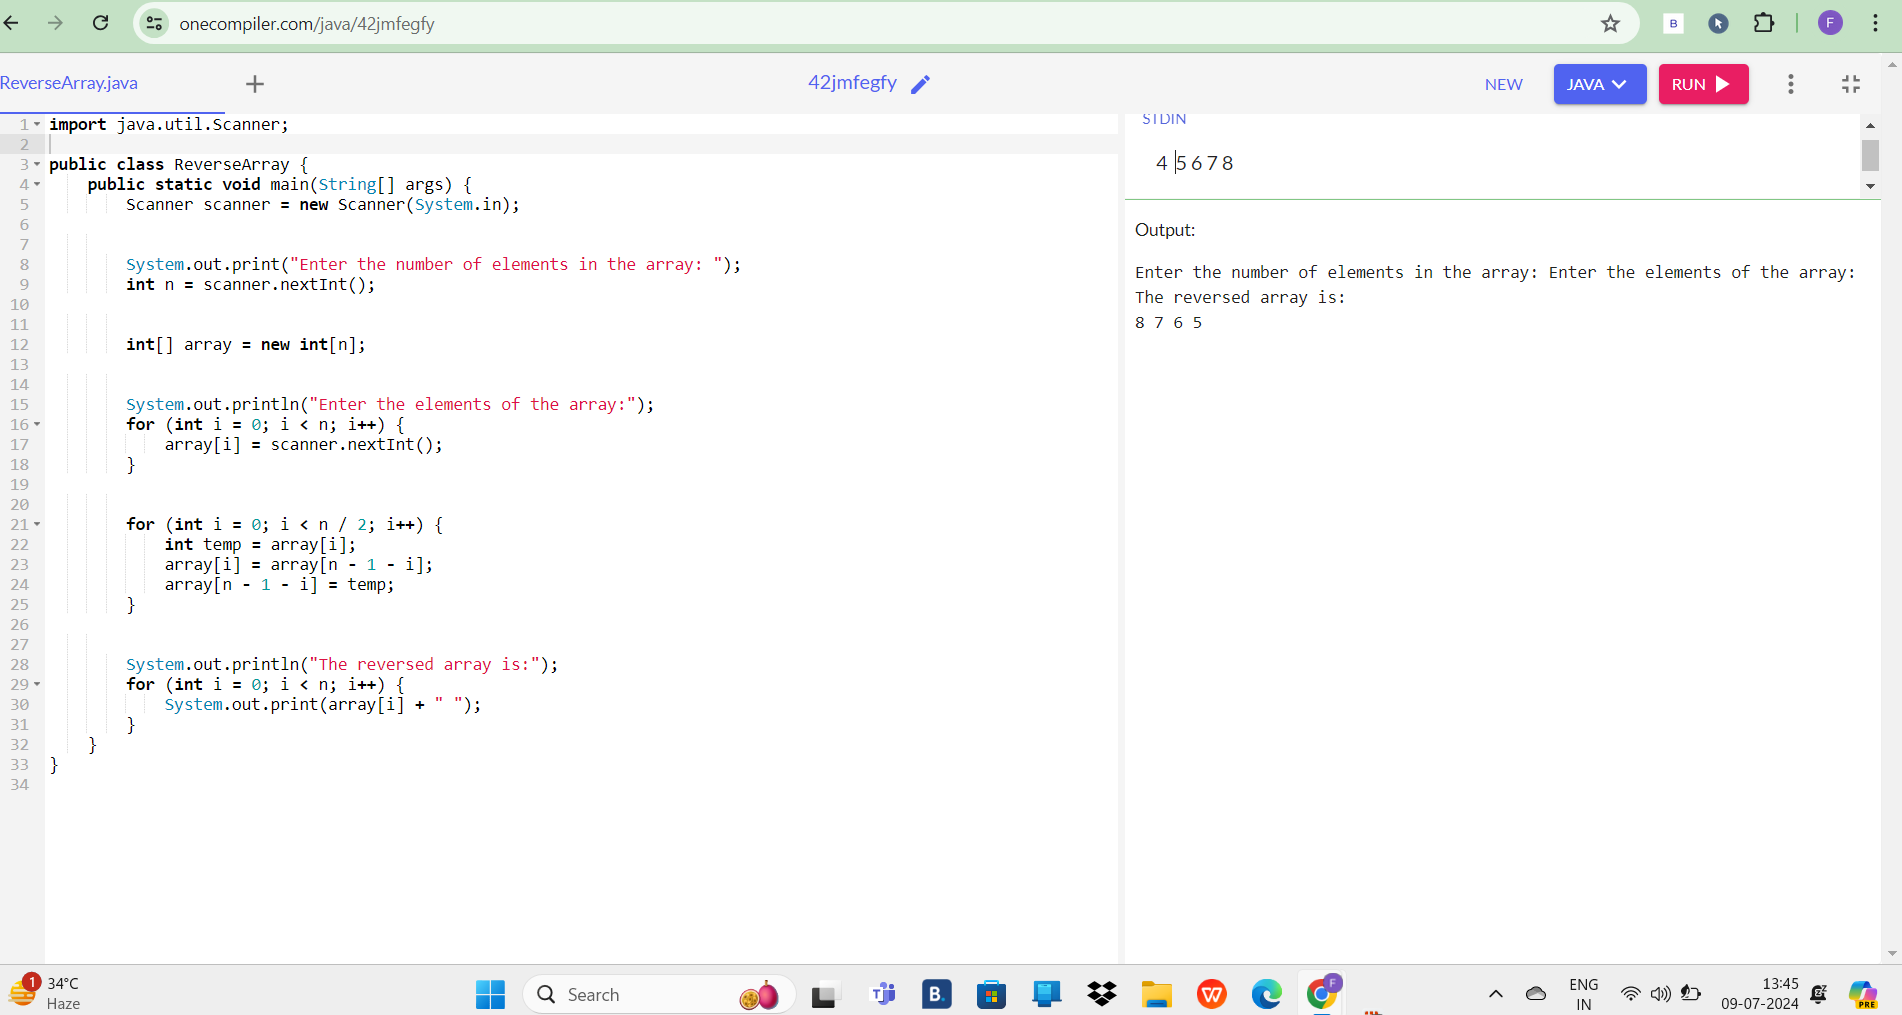 onecompiler.com/java/42jmfegfy
B
F
ReverseArray.java
42jmfegfy
NEW
JAVA
RUN
1 import java.util.Scanner;
2
3 public class ReverseArray {
4     public static void main(String[] args) {
5         Scanner scanner = new Scanner(System.in);
6
7
8         System.out.print("Enter the number of elements in the array: ");
9         int n = scanner.nextInt();
10
11
12         int[] array = new int[n];
13
14
15         System.out.println("Enter the elements of the array:");
16         for (int i = 0; i < n; i++) {
17             array[i] = scanner.nextInt();
18         }
19
20
21         for (int i = 0; i < n / 2; i++) {
22             int temp = array[i];
23             array[i] = array[n - 1 - i];
24             array[n - 1 - i] = temp;
25         }
26
27
28         System.out.println("The reversed array is:");
29         for (int i = 0; i < n; i++) {
30             System.out.print(array[i] + " ");
31         }
32     }
33 }
34
STDIN
4 5 6 7 8
Output:
Enter the number of elements in the array: Enter the elements of the array:
The reversed array is:
8 7 6 5
1
34°C
Haze
Search
B.
F
ENG
IN
13:45
09-07-2024
PRE